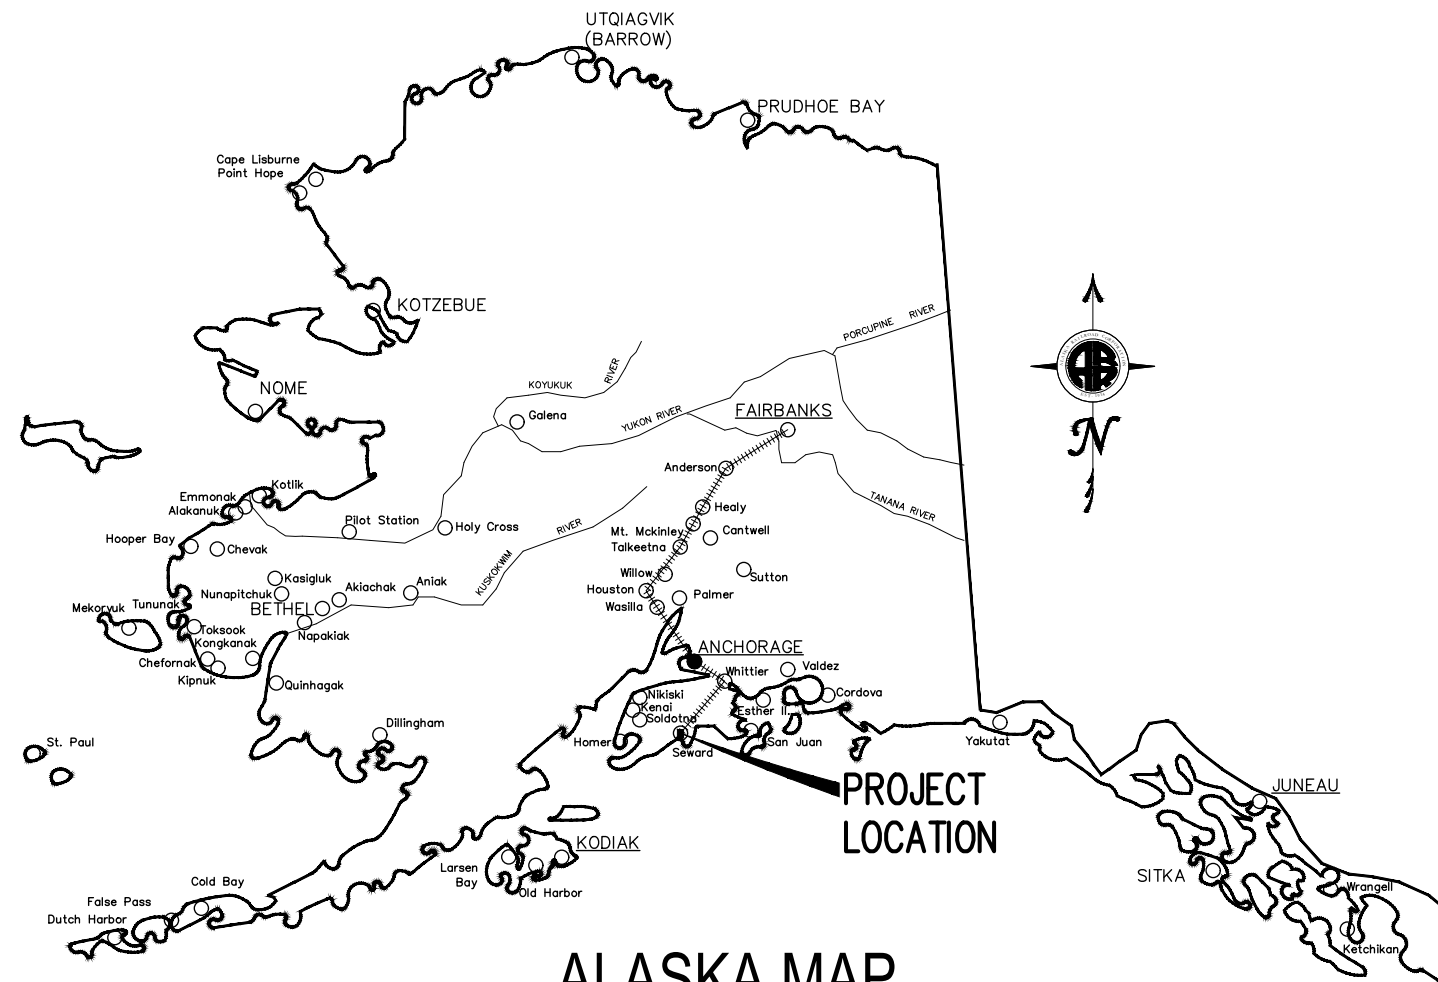 UTQIAGVIK
(BARROW)
PRUDHOE BAY
Cape Lisburne
Point Hope
KOTZEBUE
PORCUPINE RIVER
KOYUKUK RIVER
NOME
Galena
YUKON RIVER
FAIRBANKS
Anderson
TANANA RIVER
Kotlik
Emmonak
Alakanuk
Pilot Station
Holy Cross
KUSKOKWIM RIVER
Healy
Mt. Mckinley
Cantwell
Talkeetna
Hooper Bay
Chevak
Kasigluk
Nunapitchuk
Akiachak
Aniak
Willow
Sutton
Houston
Palmer
Wasilla
Mekoryuk
Tununak
BETHEL
Toksook
Napakiak
Kongkanak
Chefornak
Kipnuk
Quinhagak
ANCHORAGE
Whittier
Valdez
Nikiski
Kenai
Soldotna
Esther Il.
Cordova
Homer
Seward
San Juan
Yakutat
Dillingham
St. Paul
PROJECT
LOCATION
JUNEAU
KODIAK
Larsen
Bay
Old Harbor
SITKA
Wrangell
Ketchikan
Cold Bay
False Pass
Dutch Harbor
N
ALASKA MAP